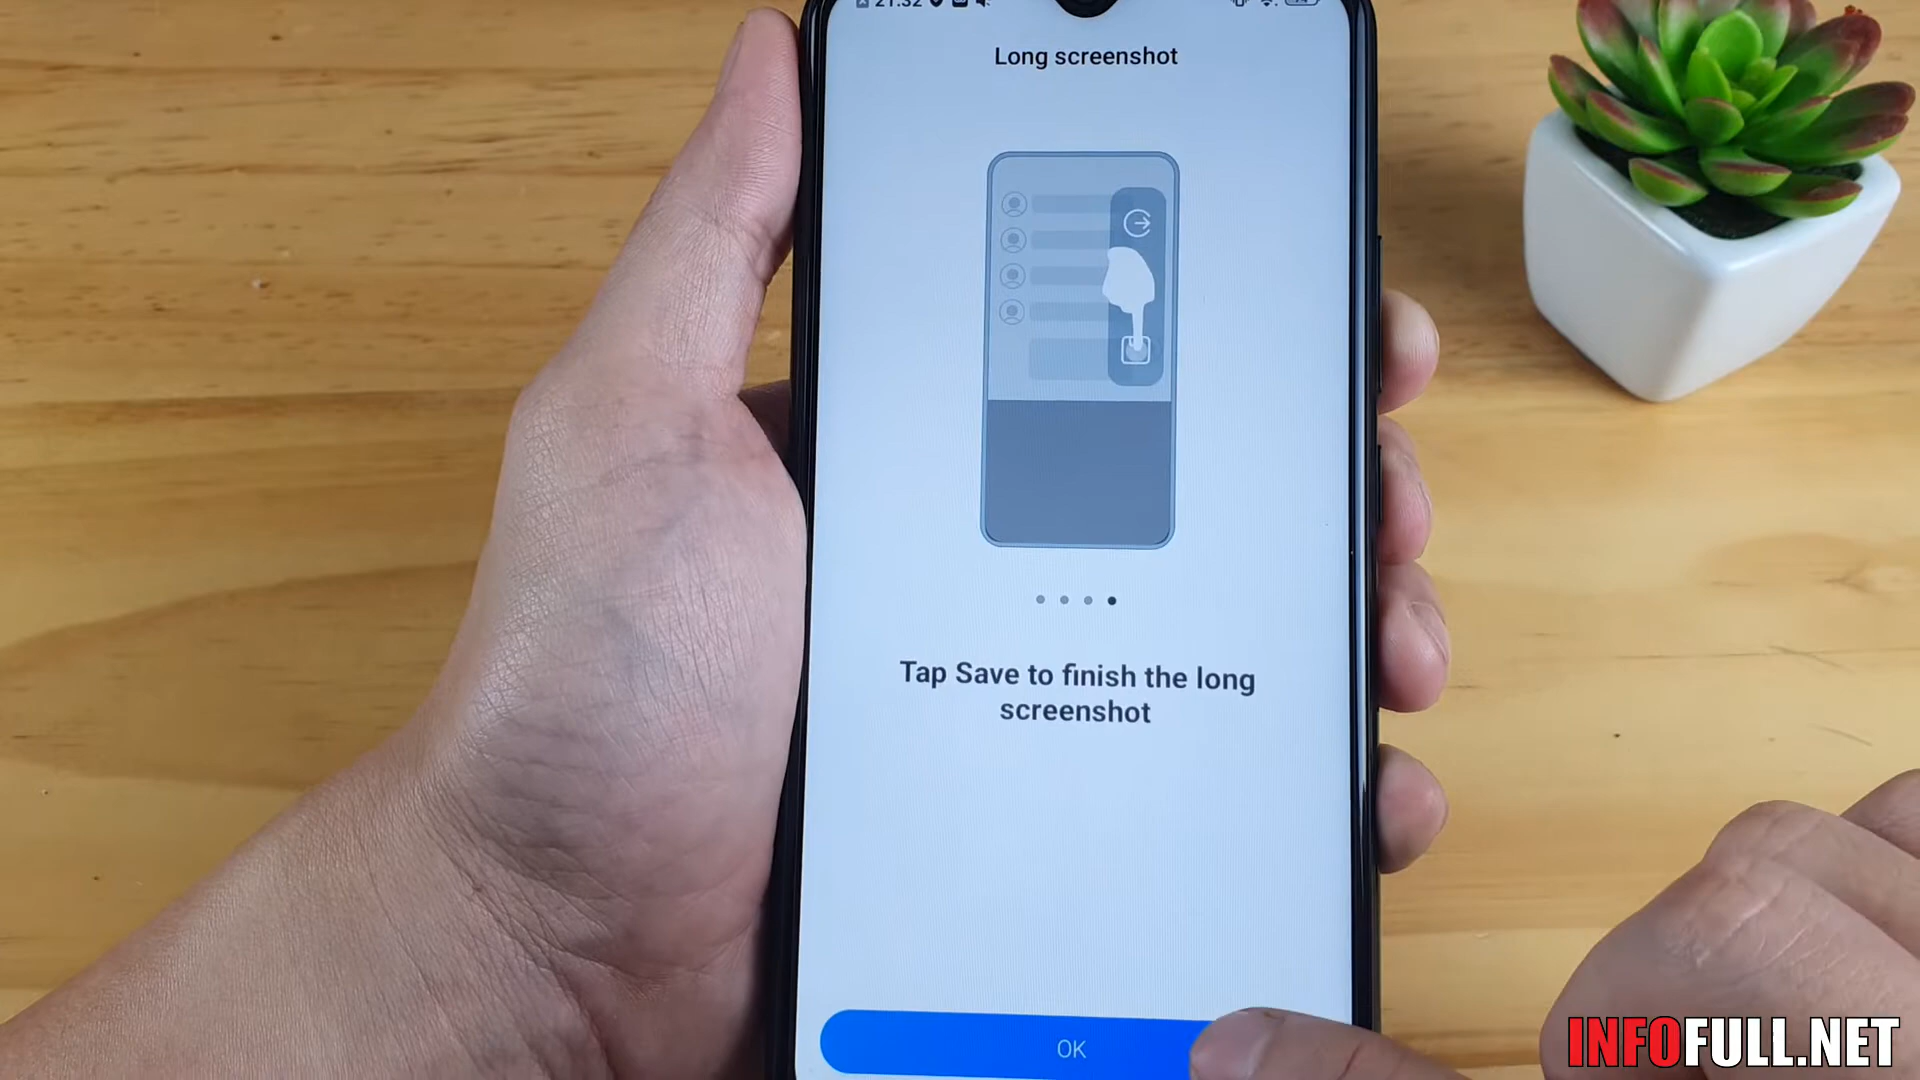 21:32
Long screenshot
Tap Save to finish the long
screenshot
OK
INFOFULL.NET